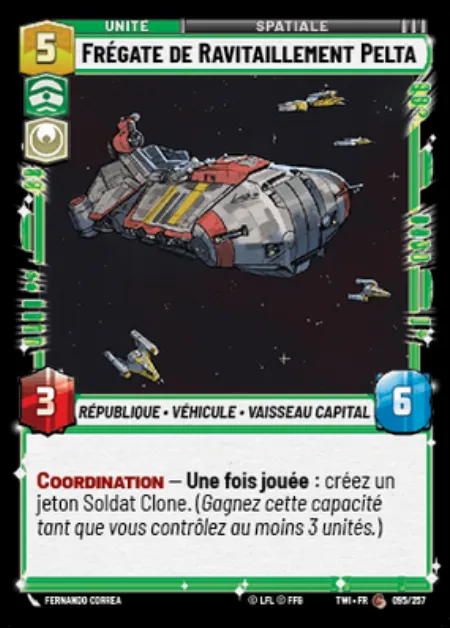 UNITÉ
SPATIALE
5
FRÉGATE DE RAVITAILLEMENT PELTA
3
RÉPUBLIQUE • VÉHICULE • VAISSEAU CAPITAL
6
COORDINATION — Une fois jouée : créez un
jeton Soldat Clone. (Gagnez cette capacité
tant que vous contrôlez au moins 3 unités.)
FERNANDO CORREA
© LFL © FFG
TWI • FR
095/257